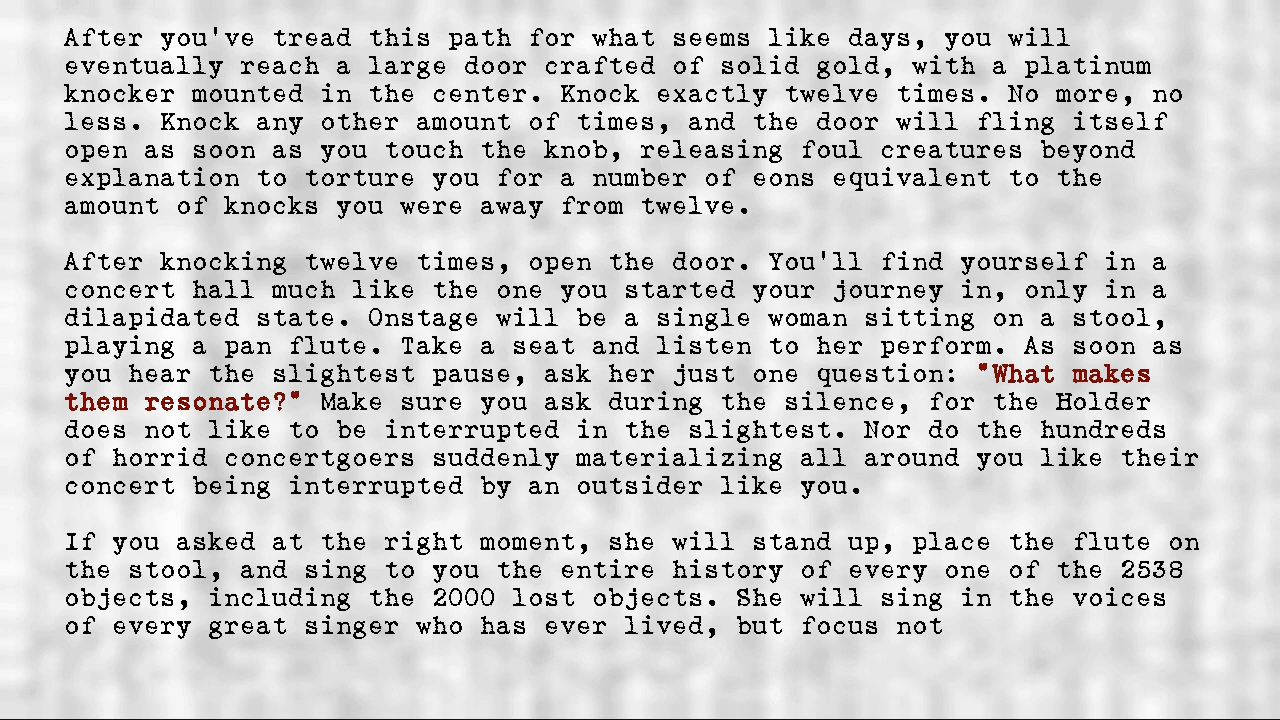 After you've tread this path for what seems like days, you will
eventually reach a large door crafted of solid gold, with a platinum
knocker mounted in the center. Knock exactly twelve times. No more, no
less. Knock any other amount of times, and the door will fling itself
open as soon as you touch the knob, releasing foul creatures beyond
explanation to torture you for a number of eons equivalent to the
amount of knocks you were away from twelve.
After knocking twelve times, open the door. You'll find yourself in a
concert hall much like the one you started your journey in, only in a
dilapidated state. Onstage will be a single woman sitting on a stool,
playing a pan flute. Take a seat and listen to her perform. As soon as
you hear the slightest pause, ask her just one question: "What makes
them resonate?" Make sure you ask during the silence, for the Holder
does not like to be interrupted in the slightest. Nor do the hundreds
of horrid concertgoers suddenly materializing all around you like their
concert being interrupted by an outsider like you.
If you asked at the right moment, she will stand up, place the flute on
the stool, and sing to you the entire history of every one of the 2538
objects, including the 2000 lost objects. She will sing in the voices
of every great singer who has ever lived, but focus not